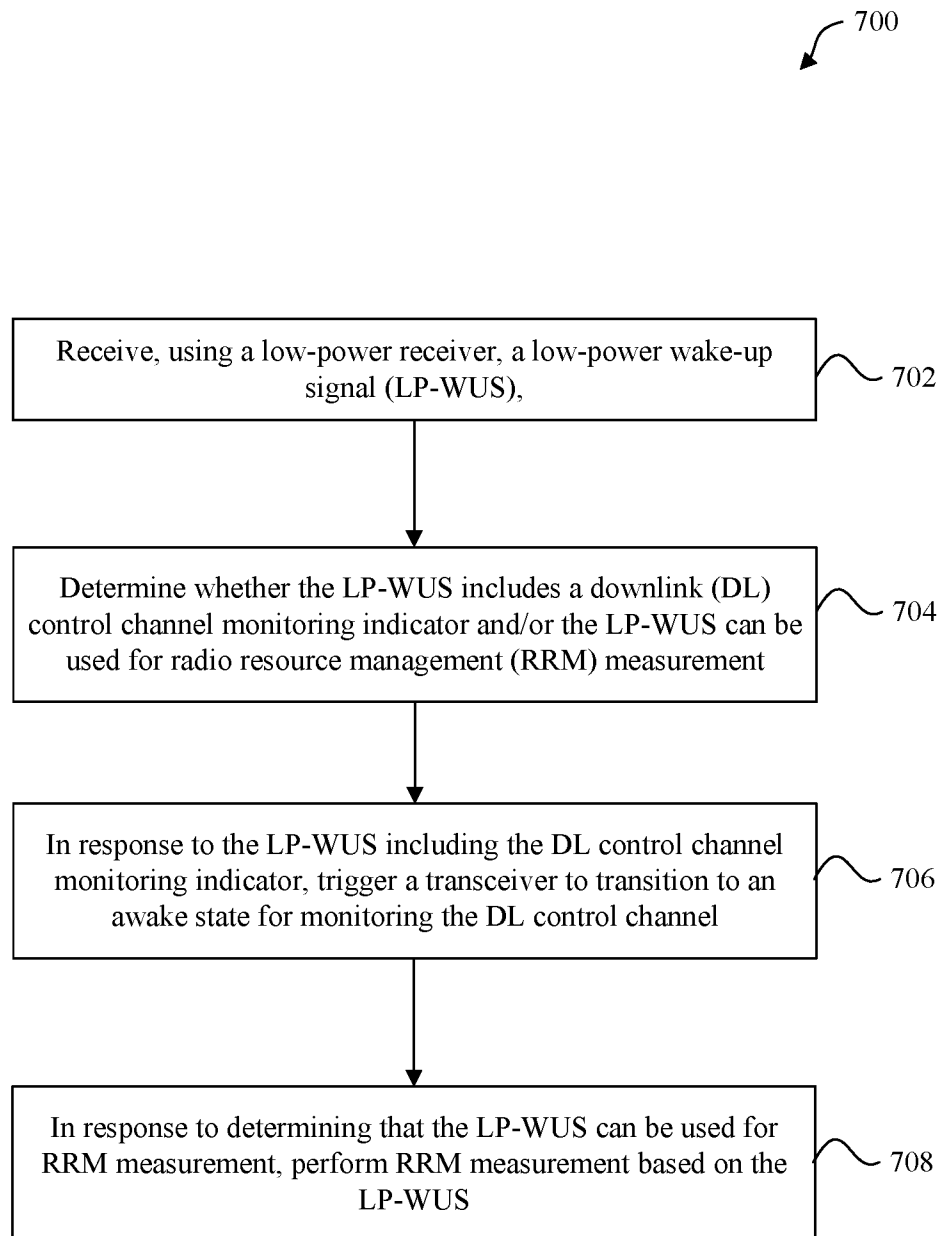 700
Receive, using a low-power receiver, a low-power wake-up
signal (LP-WUS),
702
Determine whether the LP-WUS includes a downlink (DL)
control channel monitoring indicator and/or the LP-WUS can be
used for radio resource management (RRM) measurement
704
In response to the LP-WUS including the DL control channel
monitoring indicator, trigger a transceiver to transition to an
awake state for monitoring the DL control channel
706
In response to determining that the LP-WUS can be used for
RRM measurement, perform RRM measurement based on the
LP-WUS
708